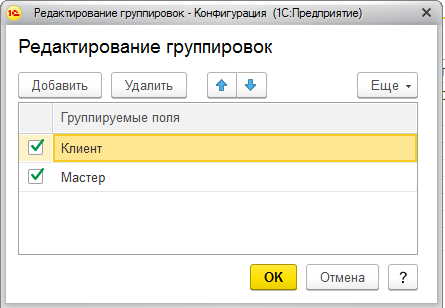 Редактирование группировок - Конфигурация (1С:Предприятие)
Редактирование группировок
Добавить Удалить Еще
Группируемые поля
Клиент
Мастер
OK Отмена ?